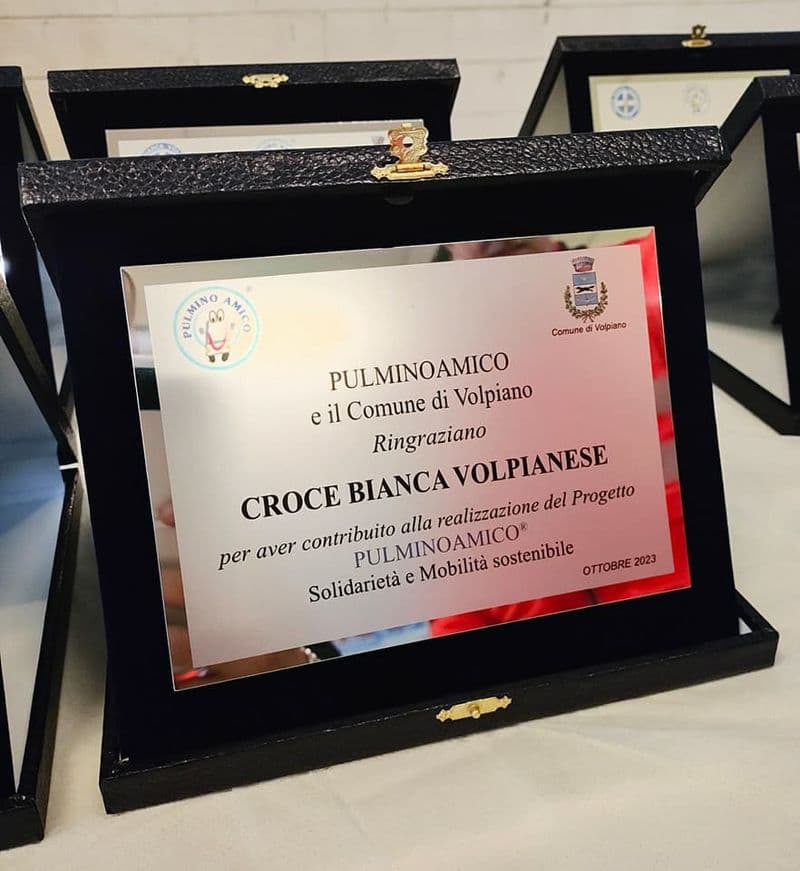 PULMINO AMICO
Comune di Volpiano
PULMINOAMICO
e il Comune di Volpiano
Ringraziano
CROCE BIANCA VOLPIANESE
per aver contribuito alla realizzazione del Progetto
PULMINOAMICO®
Solidarietà e Mobilità sostenibile
OTTOBRE 2023